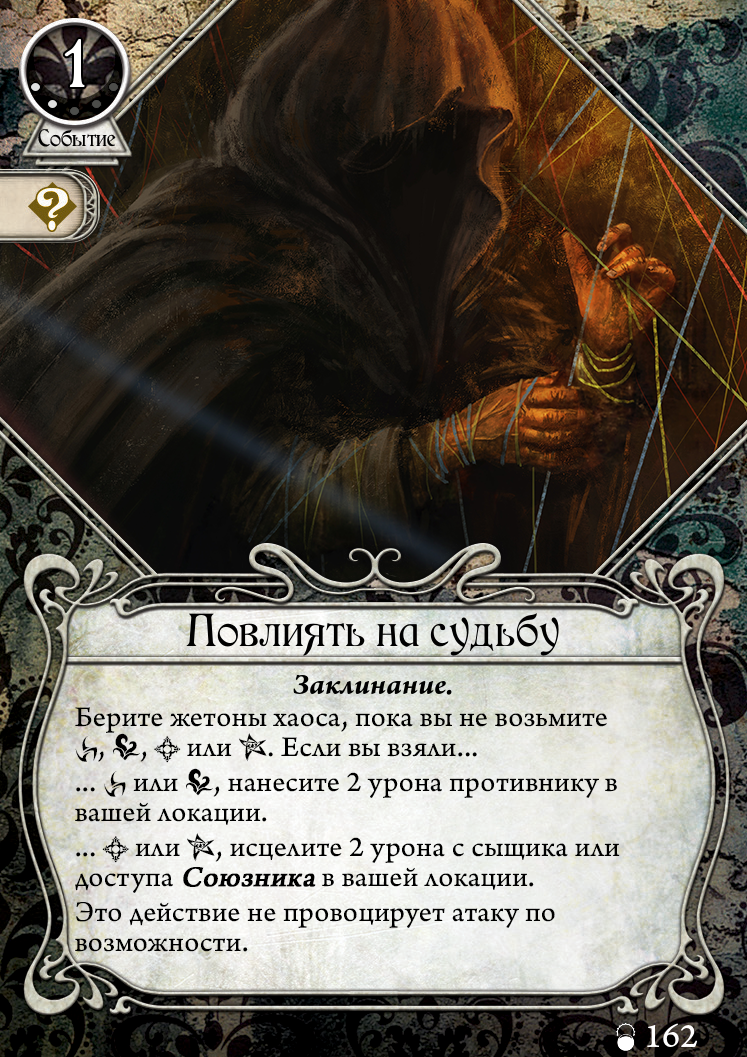 1
Событие
?
Повлиять на судьбу
Заклинание.
Берите жетоны хаоса, пока вы не возьмите
, , или . Если вы взяли...
... или , нанесите 2 урона противнику в
вашей локации.
... или , исцелите 2 урона с сыщика или
доступа Союзника в вашей локации.
Это действие не провоцирует атаку по
возможности.
162